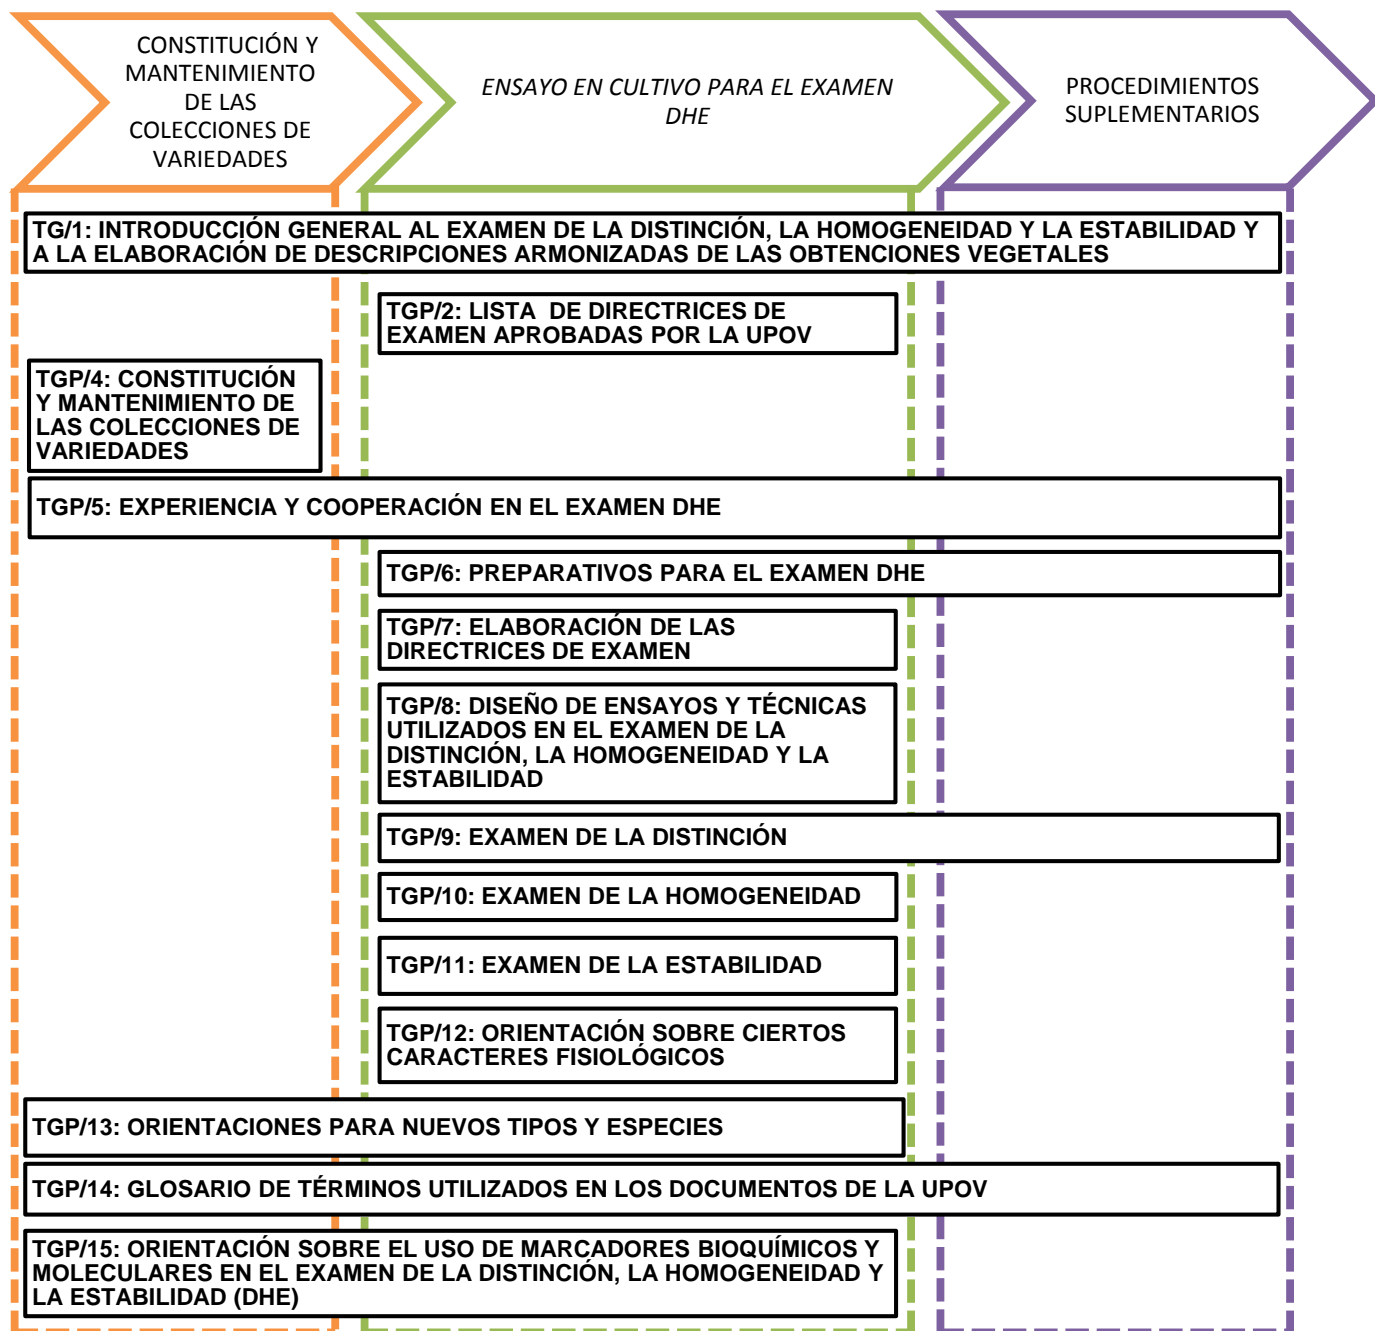 CONSTITUCIÓN Y
MANTENIMIENTO
DE LAS
COLECCIONES DE
VARIEDADES
ENSAYO EN CULTIVO PARA EL EXAMEN
DHE
PROCEDIMIENTOS
SUPLEMENTARIOS
TG/1: INTRODUCCIÓN GENERAL AL EXAMEN DE LA DISTINCIÓN, LA HOMOGENEIDAD Y LA ESTABILIDAD Y
A LA ELABORACIÓN DE DESCRIPCIONES ARMONIZADAS DE LAS OBTENCIONES VEGETALES
TGP/2: LISTA DE DIRECTRICES DE
EXAMEN APROBADAS POR LA UPOV
TGP/4: CONSTITUCIÓN
Y MANTENIMIENTO DE
LAS COLECCIONES DE
VARIEDADES
TGP/5: EXPERIENCIA Y COOPERACIÓN EN EL EXAMEN DHE
TGP/6: PREPARATIVOS PARA EL EXAMEN DHE
TGP/7: ELABORACIÓN DE LAS
DIRECTRICES DE EXAMEN
TGP/8: DISEÑO DE ENSAYOS Y TÉCNICAS
UTILIZADOS EN EL EXAMEN DE LA
DISTINCIÓN, LA HOMOGENEIDAD Y LA
ESTABILIDAD
TGP/9: EXAMEN DE LA DISTINCIÓN
TGP/10: EXAMEN DE LA HOMOGENEIDAD
TGP/11: EXAMEN DE LA ESTABILIDAD
TGP/12: ORIENTACIÓN SOBRE CIERTOS
CARACTERES FISIOLÓGICOS
TGP/13: ORIENTACIONES PARA NUEVOS TIPOS Y ESPECIES
TGP/14: GLOSARIO DE TÉRMINOS UTILIZADOS EN LOS DOCUMENTOS DE LA UPOV
TGP/15: ORIENTACIÓN SOBRE EL USO DE MARCADORES BIOQUÍMICOS Y
MOLECULARES EN EL EXAMEN DE LA DISTINCIÓN, LA HOMOGENEIDAD Y
LA ESTABILIDAD (DHE)